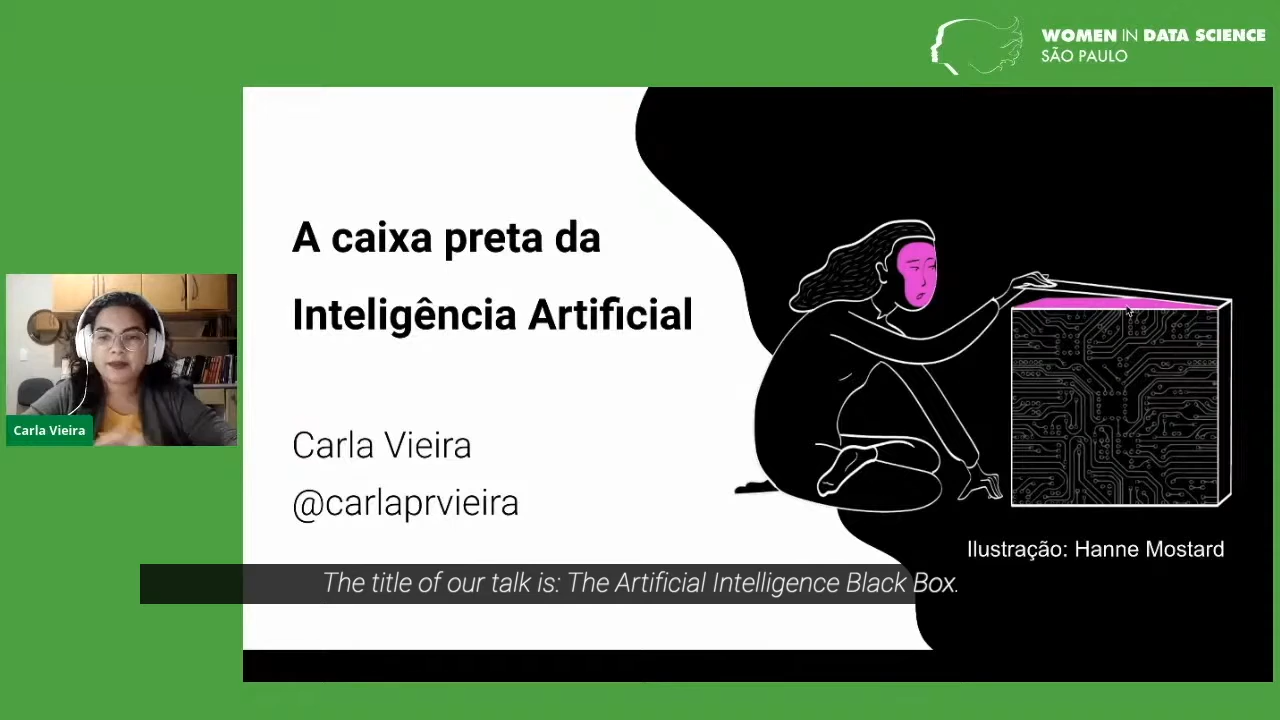 WOMEN IN DATA SCIENCE
SÃO PAULO
A caixa preta da
Inteligência Artificial
Carla Vieira
Carla Vieira
@carlaprvieira
Ilustração: Hanne Mostard
The title of our talk is: The Artificial Intelligence Black Box.